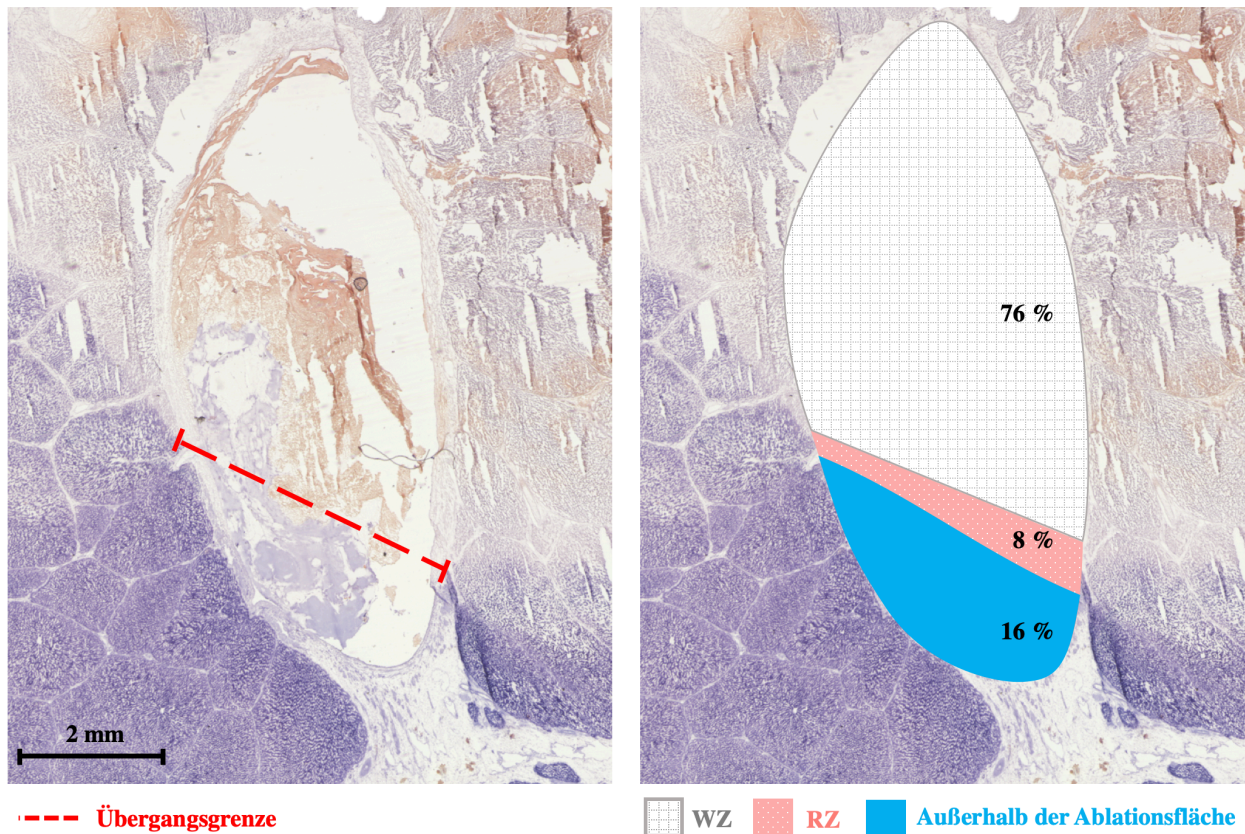 76 %
8 %
16 %
2 mm
Übergangsgrenze
WZ
RZ
Außerhalb der Ablationsfläche